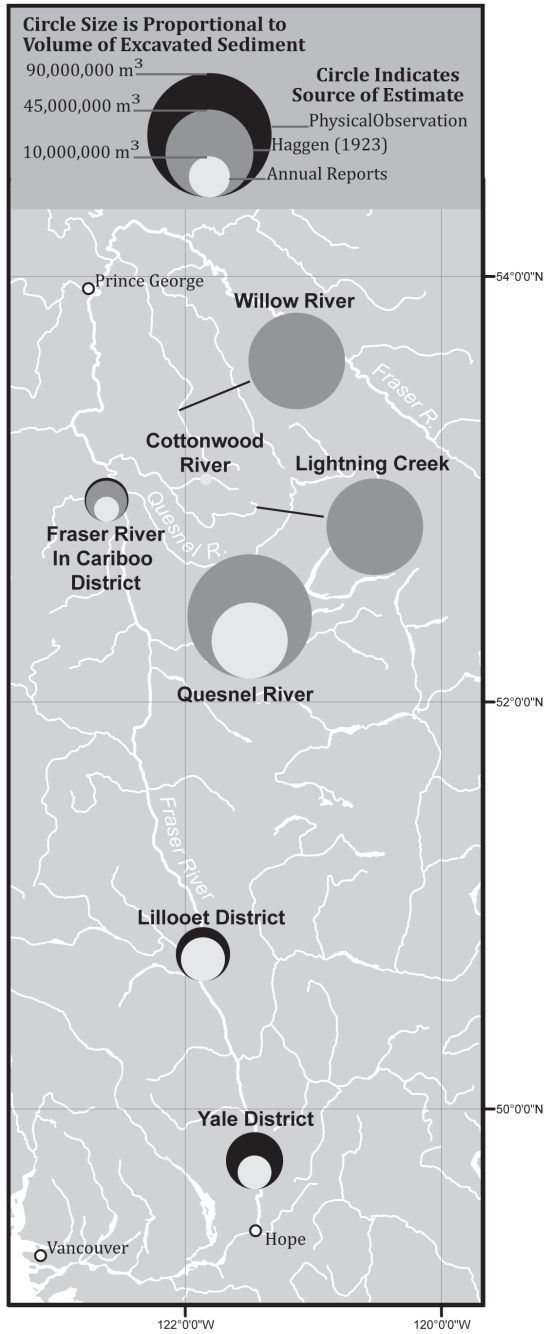 Circle Size is Proportional to
Volume of Excavated Sediment
90,000,000 m³
45,000,000 m³
10,000,000 m³
Circle Indicates
Source of Estimate
PhysicalObservation
Haggen (1923)
Annual Reports
54°0'0"N
Prince George
Willow River
Fraser R.
Cottonwood
River
Lightning Creek
Quesnel R.
Fraser River
In Cariboo
District
Quesnel River
52°0'0"N
Fraser River
Lillooet District
50°0'0"N
Yale District
Hope
Vancouver
122°0'0"W
120°0'0"W